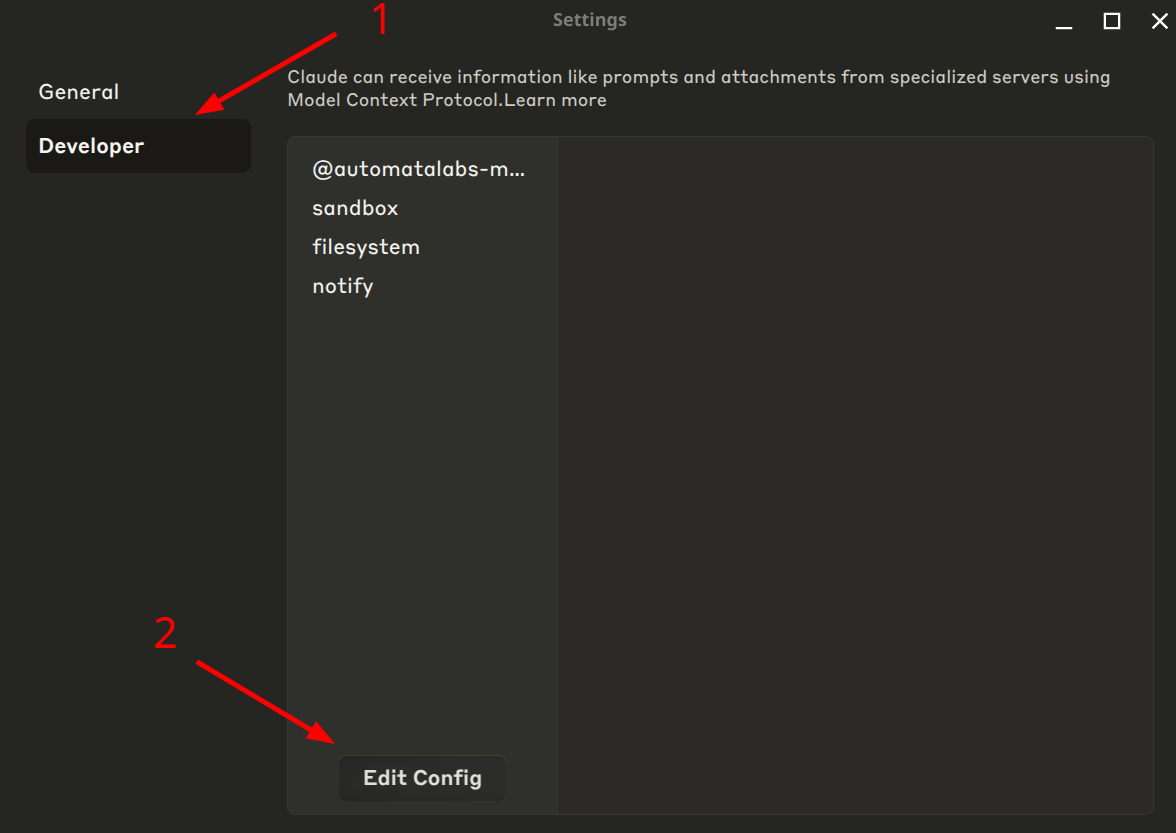 1
Settings
General
Developer
Claude can receive information like prompts and attachments from specialized servers using
Model Context Protocol.Learn more
@automatalabs-m...
sandbox
filesystem
notify
2
Edit Config